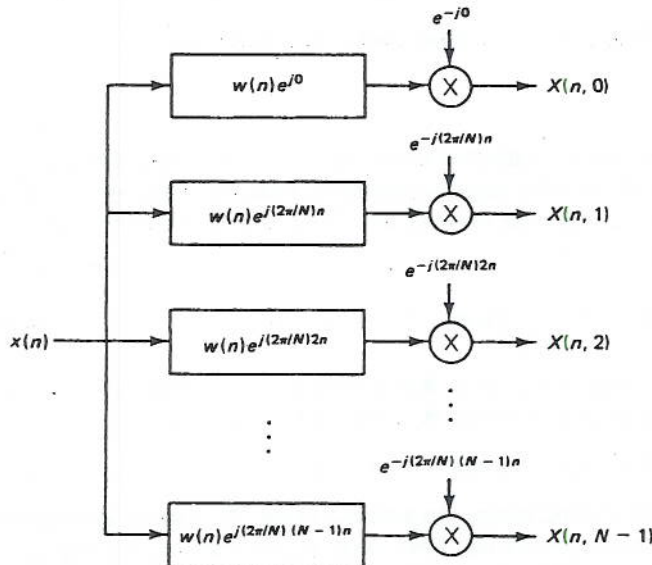 e^{-j0}
w(n)e^{j0}
X
X(n, 0)
e^{-j(2π/N)n}
w(n)e^{j(2π/N)n}
X
X(n, 1)
e^{-j(2π/N)2n}
x(n)
w(n)e^{j(2π/N)2n}
X
X(n, 2)
e^{-j(2π/N) (N − 1)n}
w(n)e^{j(2π/N) (N − 1)n}
X
X(n, N − 1)